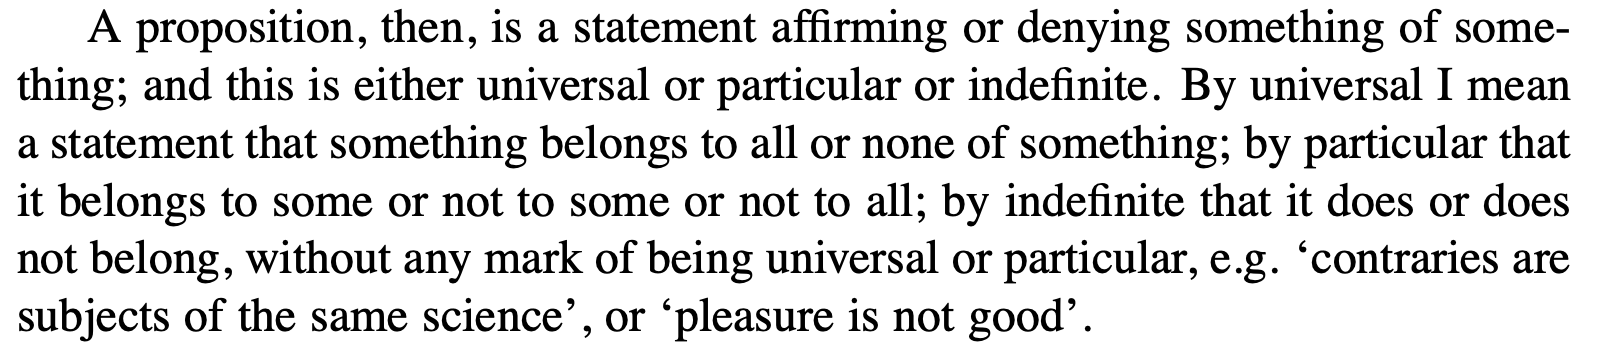 A proposition, then, is a statement affirming or denying something of some-
thing; and this is either universal or particular or indefinite. By universal I mean
a statement that something belongs to all or none of something; by particular that
it belongs to some or not to some or not to all; by indefinite that it does or does
not belong, without any mark of being universal or particular, e.g. ‘contraries are
subjects of the same science’, or ‘pleasure is not good’.